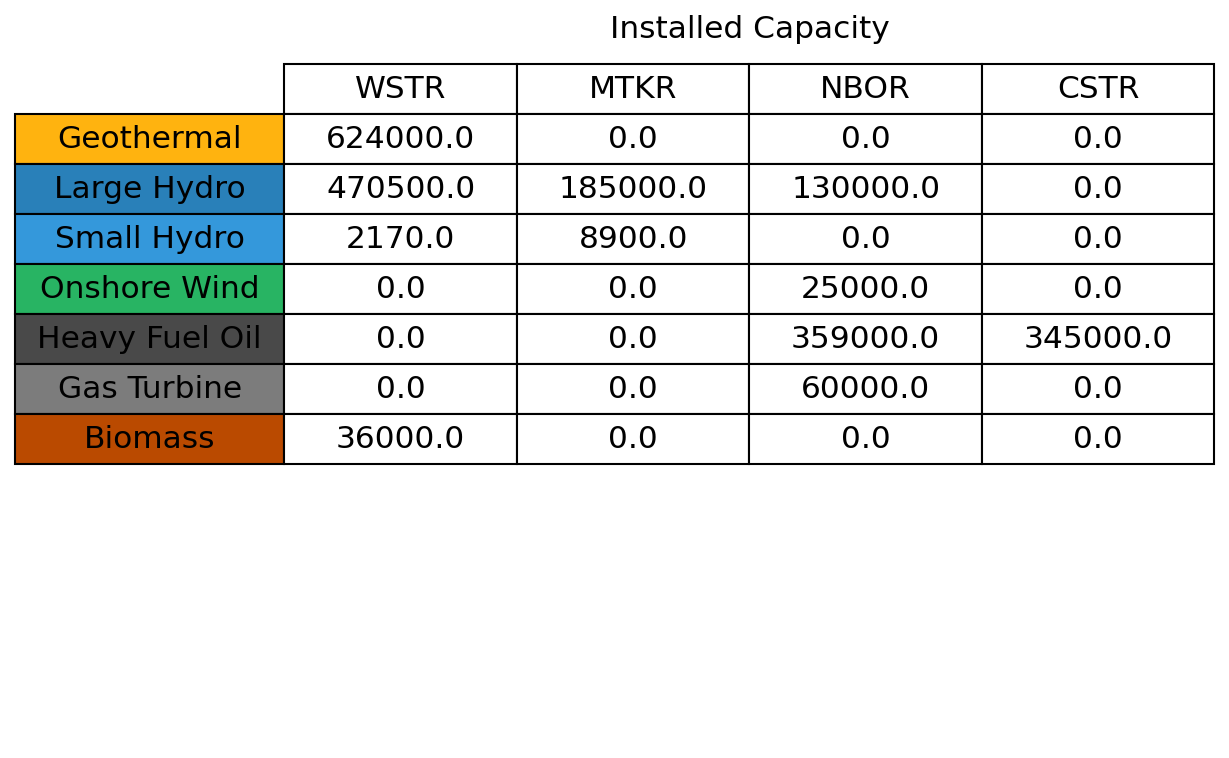 Installed Capacity
WSTR MTKR NBOR CSTR
Geothermal 624000.0 0.0 0.0 0.0
Large Hydro 470500.0 185000.0 130000.0 0.0
Small Hydro 2170.0 8900.0 0.0 0.0
Onshore Wind 0.0 0.0 25000.0 0.0
Heavy Fuel Oil 0.0 0.0 359000.0 345000.0
Gas Turbine 0.0 0.0 60000.0 0.0
Biomass 36000.0 0.0 0.0 0.0